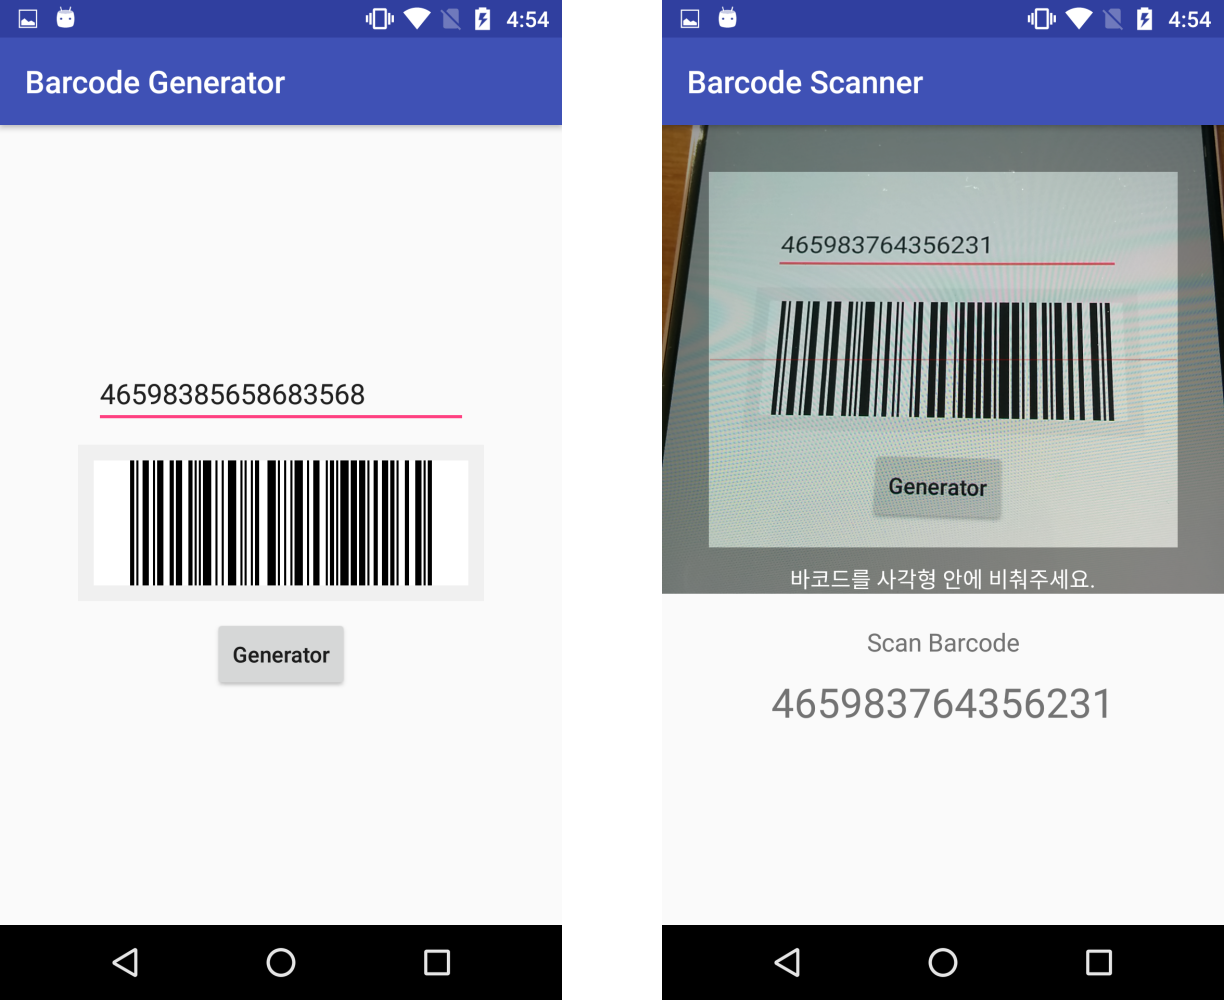 4:54
Barcode Generator
46598385658683568
Generator
4:54
Barcode Scanner
465983764356231
Generator
바코드를 사각형 안에 비춰주세요.
Scan Barcode
465983764356231